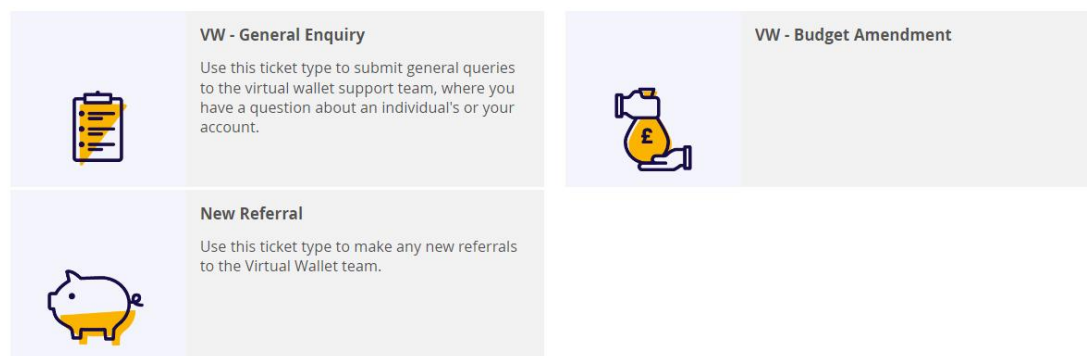 VW - General Enquiry
Use this ticket type to submit general queries
to the virtual wallet support team, where you
have a question about an individual's or your
account.
VW - Budget Amendment
£
New Referral
Use this ticket type to make any new referrals
to the Virtual Wallet team.